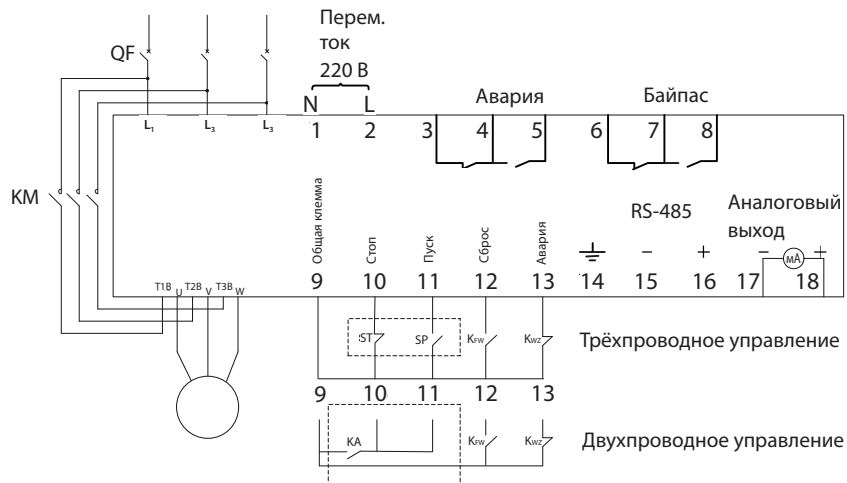 Перем.
ток
QF
220 В
N L
Авария Байпас
L₁ L₃ L₃ 1 2 3 4 5 6 7 8
KM
RS-485
Аналоговый
выход
Общая клемма Стоп Пуск Сброс Авария
− + − мА +
9 10 11 12 13 14 15 16 17 18
T1B U T2B V T3B W
ST SP KFW KWZ Трёхпроводное управление
9 10 11 12 13
KA KFW KWZ Двухпроводное управление